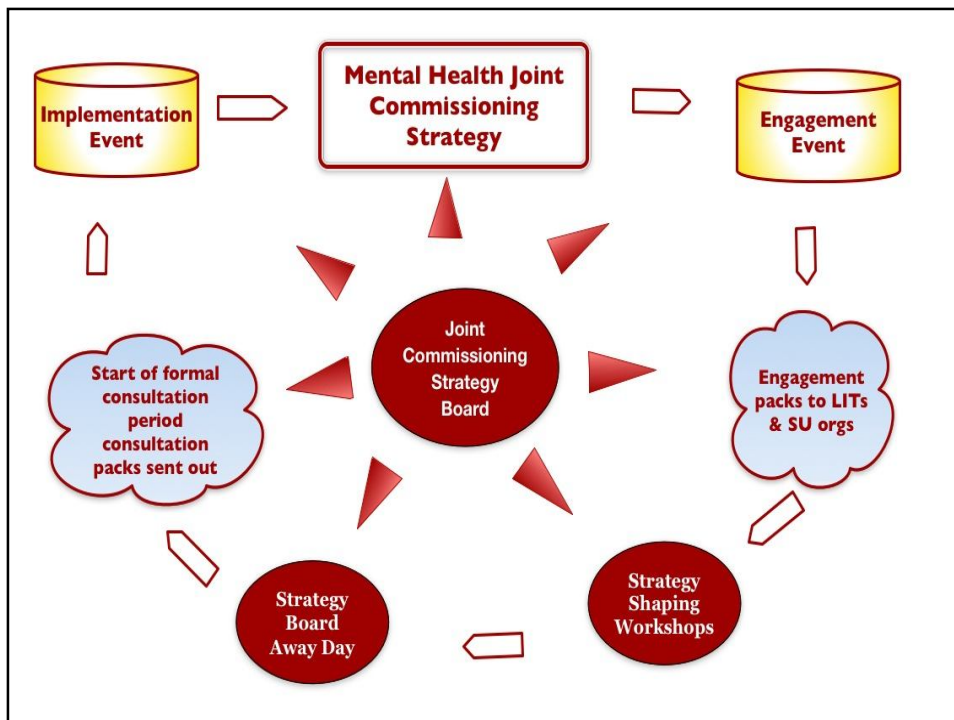 Mental Health Joint
Commissioning
Strategy
Implementation
Event
Engagement
Event
Joint
Commissioning
Strategy
Board
Start of formal
consultation
period
consultation
packs sent out
Engagement
packs to LITs
& SU orgs
Strategy
Board
Away Day
Strategy
Shaping
Workshops